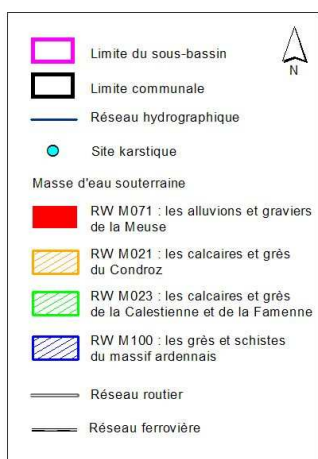 Limite du sous-bassin
N
Limite communale
Réseau hydrographique
Site karstique
Masse d'eau souterraine
RW M071 : les alluvions et graviers
de la Meuse
RW M021 : les calcaires et grès
du Condroz
RW M023 : les calcaires et grès
de la Calestienne et de la Famenne
RW M100 : les grès et schistes
du massif ardennais
Réseau routier
Réseau ferrovière